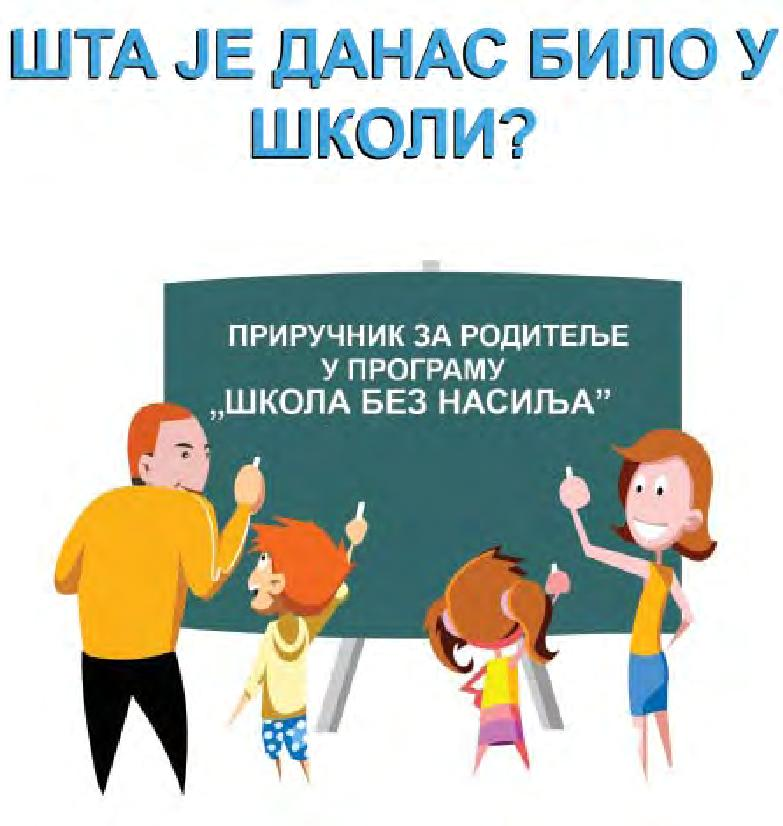 ШТА ЈЕ ДАНАС БИЛО У
ШКОЛИ?
ПРИРУЧНИК ЗА РОДИТЕЉЕ
У ПРОГРАМУ
„ШКОЛА БЕЗ НАСИЉА”